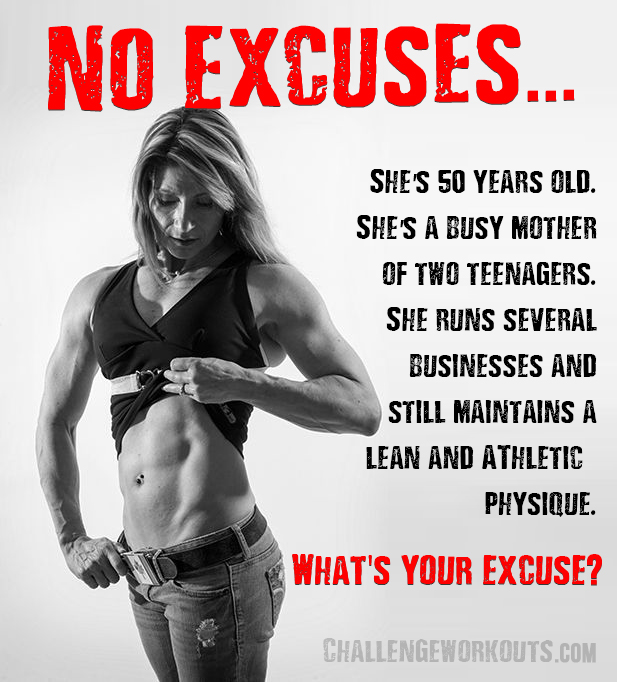 NO EXCUSES...
SHE'S 50 YEARS OLD.
SHE'S A BUSY MOTHER
OF TWO TEENAGERS.
SHE RUNS SEVERAL
BUSINESSES AND
STILL MAINTAINS A
LEAN AND ATHLETIC
PHYSIQUE.
WHAT'S YOUR EXCUSE?
CHALLENGEWORKOUTS.COM